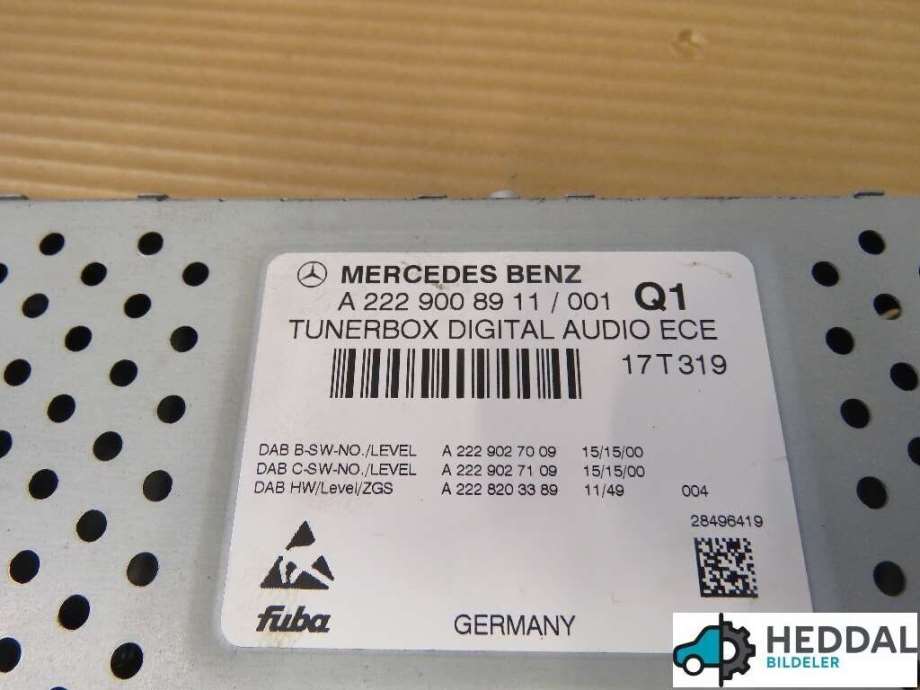 MERCEDES BENZ
A 222 900 89 11 / 001 Q1
TUNERBOX DIGITAL AUDIO ECE
17T319
DAB B-SW-NO./LEVEL A 222 902 70 09 15/15/00
DAB C-SW-NO./LEVEL A 222 902 71 09 15/15/00
DAB HW/Level/ZGS A 222 820 33 89 11/49 004
28496419
fuba
GERMANY
HEDDAL
BILDELER